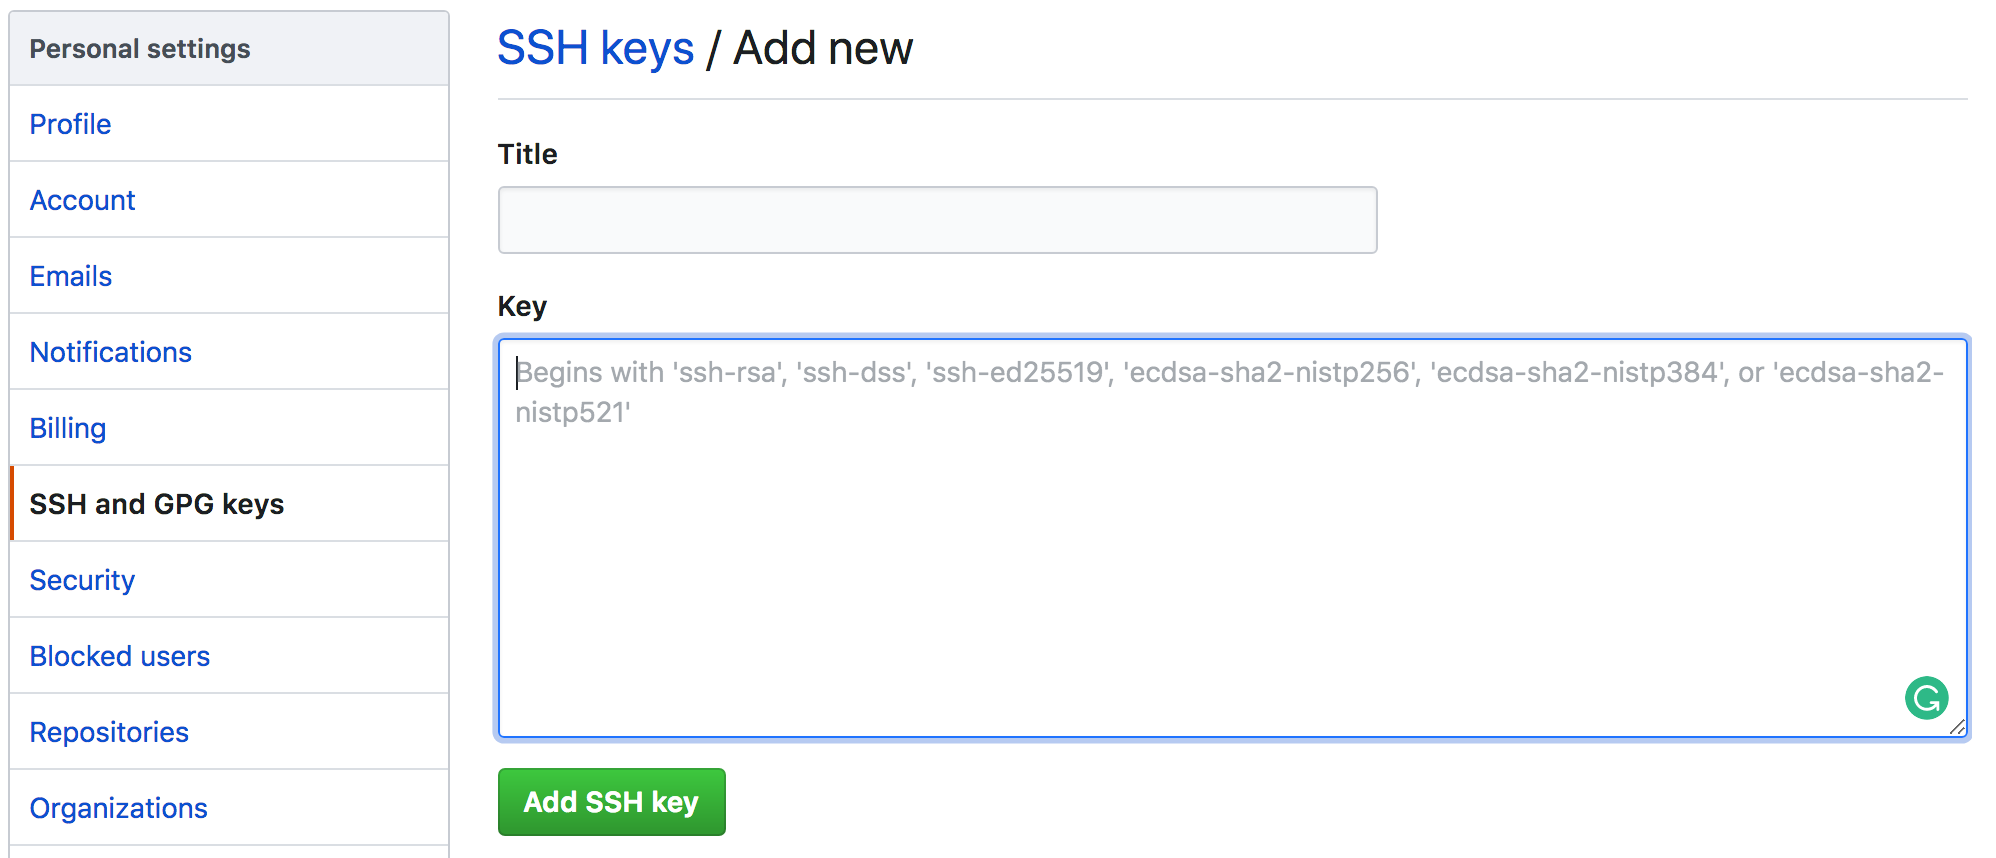 Personal settings
Profile
Account
Emails
Notifications
Billing
SSH and GPG keys
Security
Blocked users
Repositories
Organizations
SSH keys / Add new
Title
Key
Begins with 'ssh-rsa', 'ssh-dss', 'ssh-ed25519', 'ecdsa-sha2-nistp256', 'ecdsa-sha2-nistp384', or 'ecdsa-sha2-
nistp521'
Add SSH key